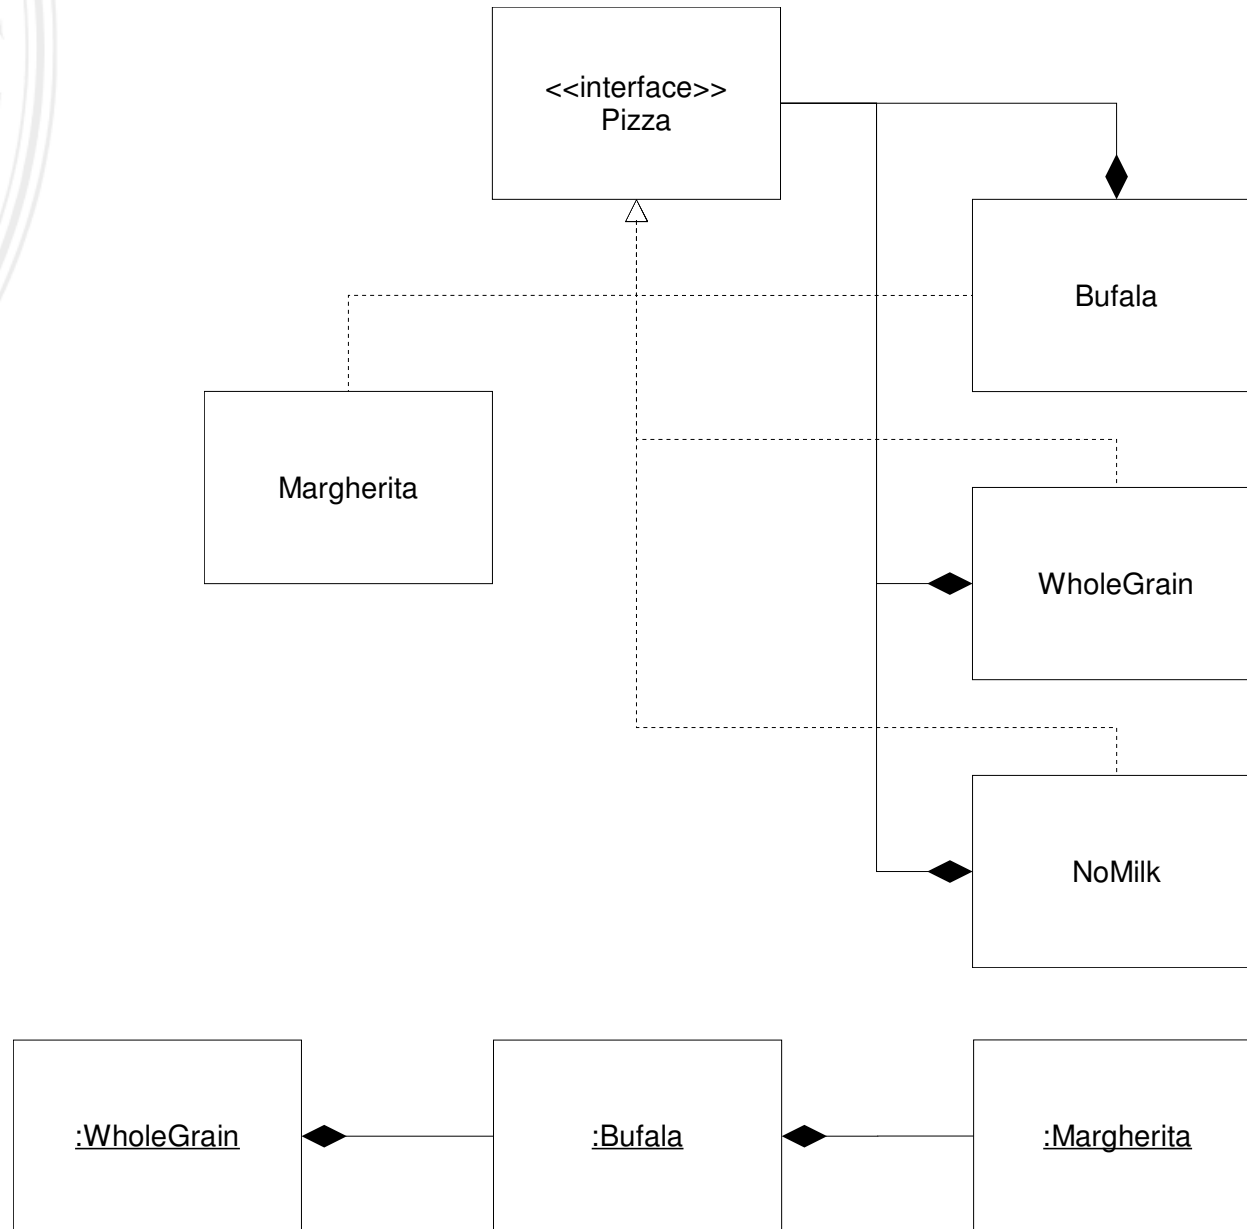 <<interface>>
Pizza
Bufala
Margherita
WholeGrain
NoMilk
:WholeGrain
:Bufala
:Margherita